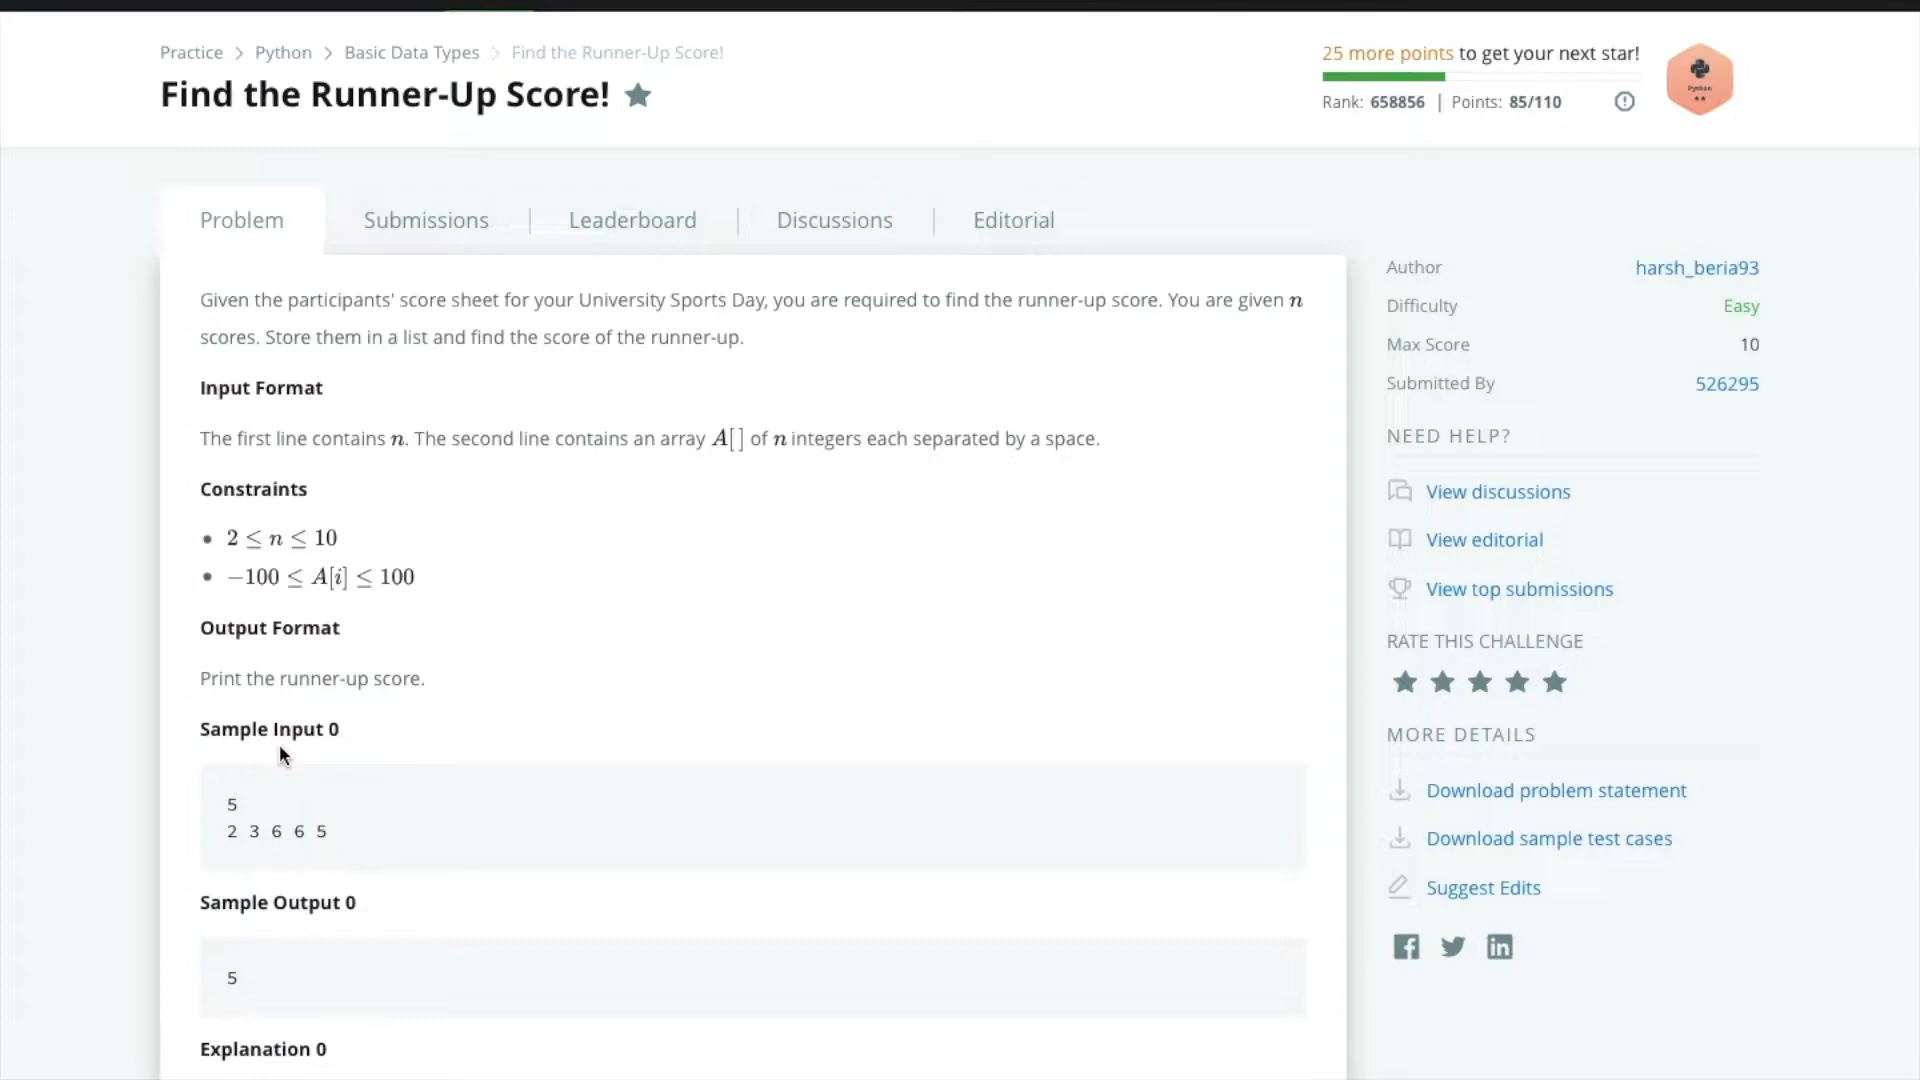 Practice > Python > Basic Data Types > Find the Runner-Up Score!
Find the Runner-Up Score!
25 more points to get your next star!
Rank: 658856 | Points: 85/110
Python
Problem
Submissions
Leaderboard
Discussions
Editorial
Given the participants' score sheet for your University Sports Day, you are required to find the runner-up score. You are given n
scores. Store them in a list and find the score of the runner-up.
Input Format
The first line contains n. The second line contains an array A[] of n integers each separated by a space.
Constraints
• 2 ≤ n ≤ 10
• −100 ≤ A[i] ≤ 100
Output Format
Print the runner-up score.
Sample Input 0
5
2 3 6 6 5
Sample Output 0
5
Explanation 0
Author harsh_beria93
Difficulty Easy
Max Score 10
Submitted By 526295
NEED HELP?
View discussions
View editorial
View top submissions
RATE THIS CHALLENGE
MORE DETAILS
Download problem statement
Download sample test cases
Suggest Edits